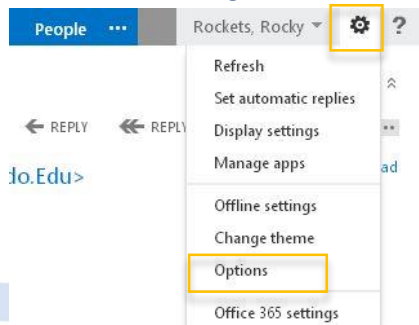 People ••• Rockets, Rocky ?
Refresh
Set automatic replies
REPLY REPLY Display settings
Manage apps ad
do.Edu>
Offline settings
Change theme
Options
Office 365 settings